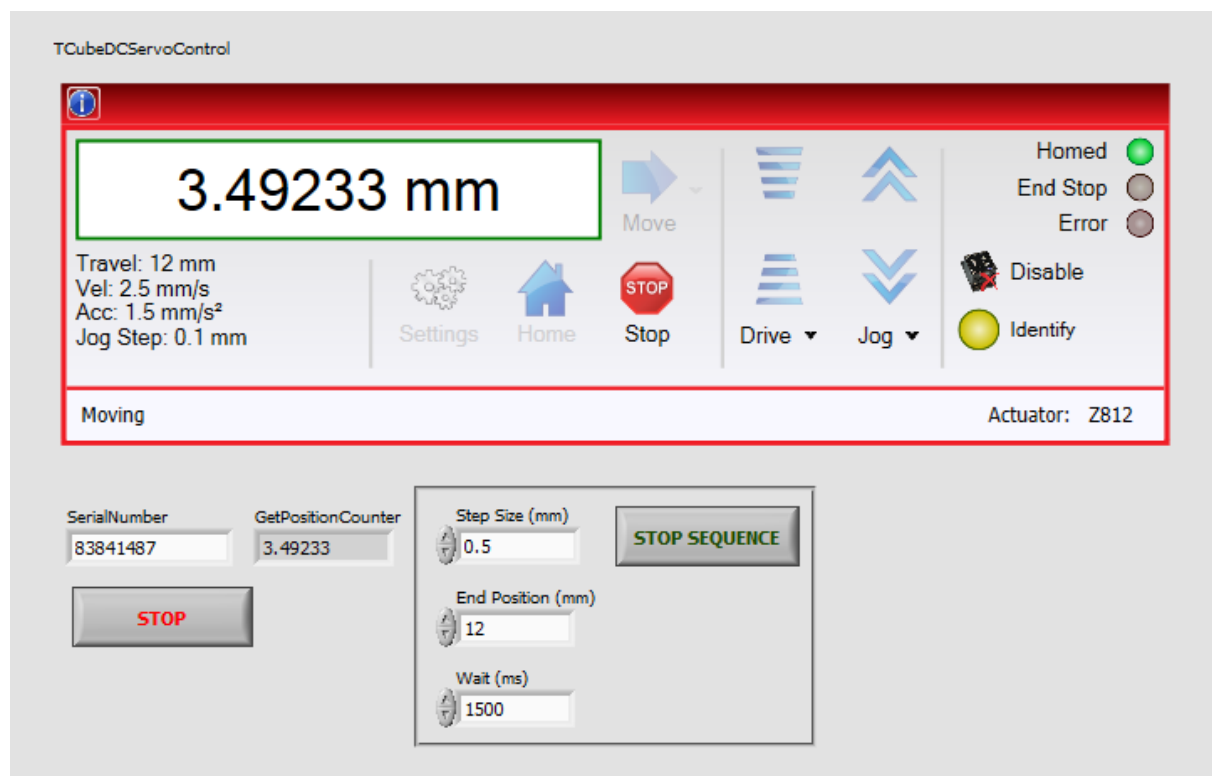 TCubeDCServoControl
3.49233 mm
Move
Homed
End Stop
Error
Travel: 12 mm
Vel: 2.5 mm/s
Acc: 1.5 mm/s²
Jog Step: 0.1 mm
Settings
Home
STOP
Stop
Drive
Jog
Disable
Identify
Moving
Actuator: Z812
SerialNumber
83841487
GetPositionCounter
3.49233
STOP
Step Size (mm)
0.5
STOP SEQUENCE
End Position (mm)
12
Wait (ms)
1500